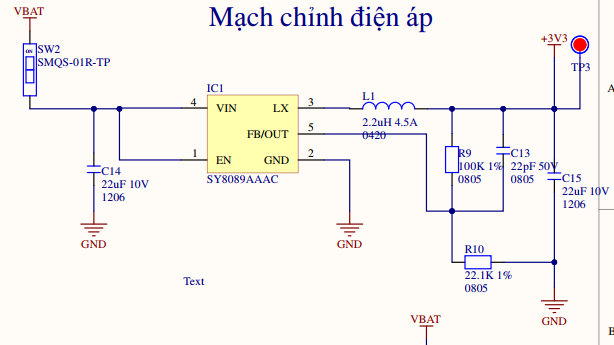 Mạch chỉnh điện áp
VBAT
+3V3
SW2
ON
SMQS-01R-TP
TP3
IC1
L1
4
VIN
LX
3
2.2uH 4.5A
0420
FB/OUT
5
1
EN
GND
2
SY8089AAAC
R9
100K 1%
0805
C13
22pF 50V
0805
C14
22uF 10V
1206
C15
22uF 10V
1206
GND
GND
R10
22.1K 1%
0805
Text
GND
VBAT
A
B